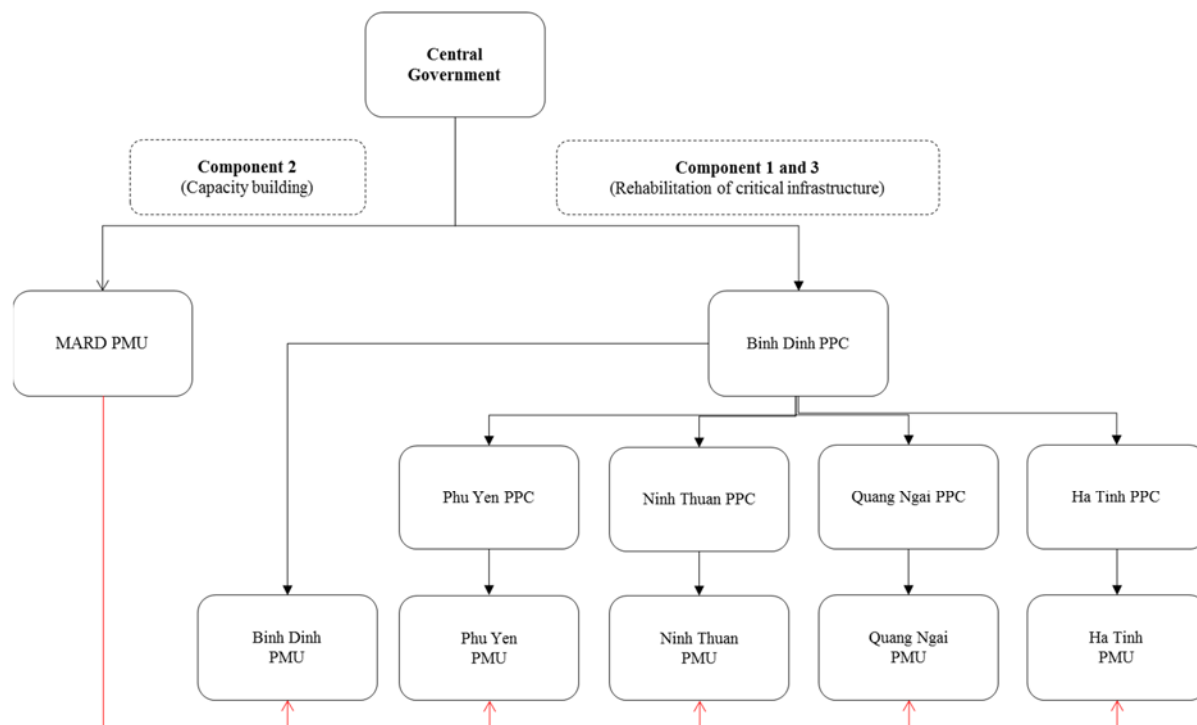 Central
Government
Component 2
(Capacity building)
Component 1 and 3
(Rehabilitation of critical infrastructure)
MARD PMU
Binh Dinh PPC
Phu Yen PPC
Ninh Thuan PPC
Quang Ngai PPC
Ha Tinh PPC
Binh Dinh
PMU
Phu Yen
PMU
Ninh Thuan
PMU
Quang Ngai
PMU
Ha Tinh
PMU